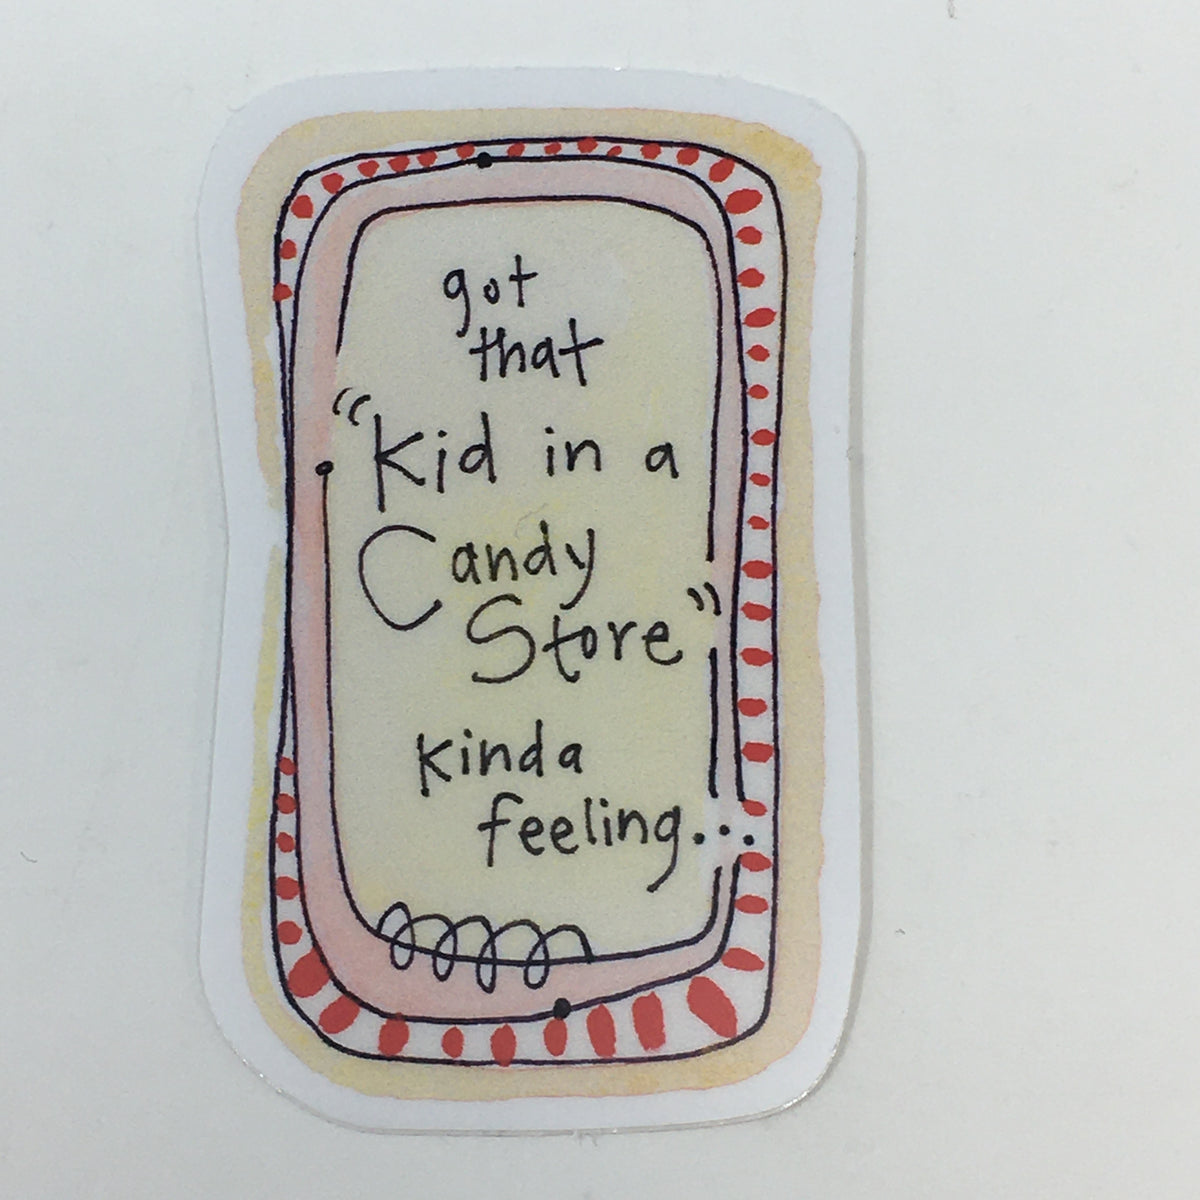 got
that
“Kid in a
Candy
Store”
kinda
feeling...